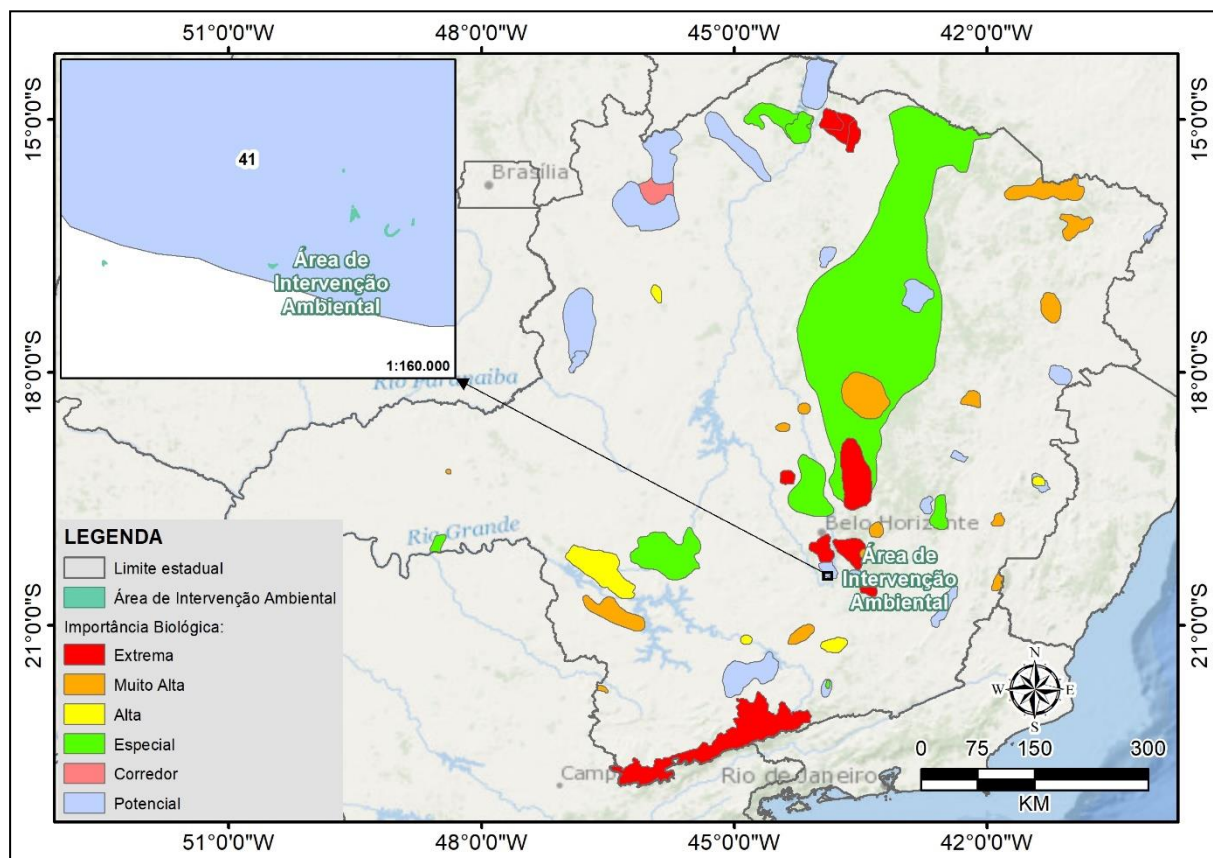 51°0'0"W
48°0'0"W
45°0'0"W
42°0'0"W
15°0'0"S
18°0'0"S
21°0'0"S
41
Área de
Intervenção
Ambiental
1:160.000
Brasília
Rio Paranaiba
Rio Grande
Belo Horizonte
Área de
Intervenção
Ambiental
LEGENDA
Limite estadual
Área de Intervenção Ambiental
Importância Biológica:
Extrema
Muito Alta
Alta
Especial
Corredor
Potencial
Camp
Rio de Janeiro
N
W
E
S
0 75 150 300
KM
15°0'0"S
18°0'0"S
21°0'0"S
51°0'0"W
48°0'0"W
45°0'0"W
42°0'0"W